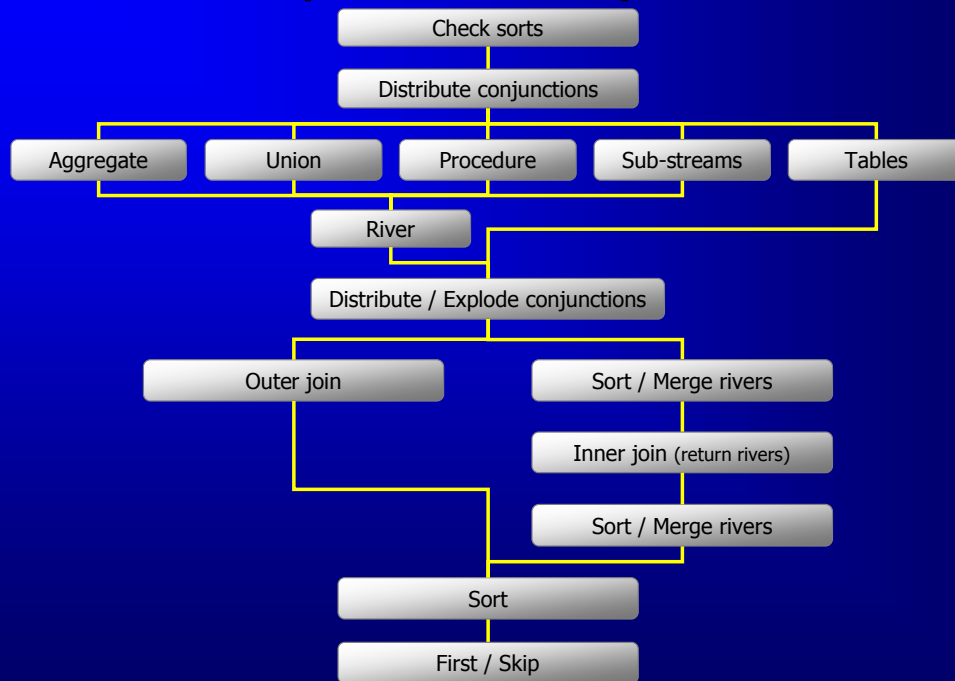 Check sorts
Distribute conjunctions
Aggregate
Union
Procedure
Sub-streams
Tables
River
Distribute / Explode conjunctions
Outer join
Sort / Merge rivers
Inner join (return rivers)
Sort / Merge rivers
Sort
First / Skip